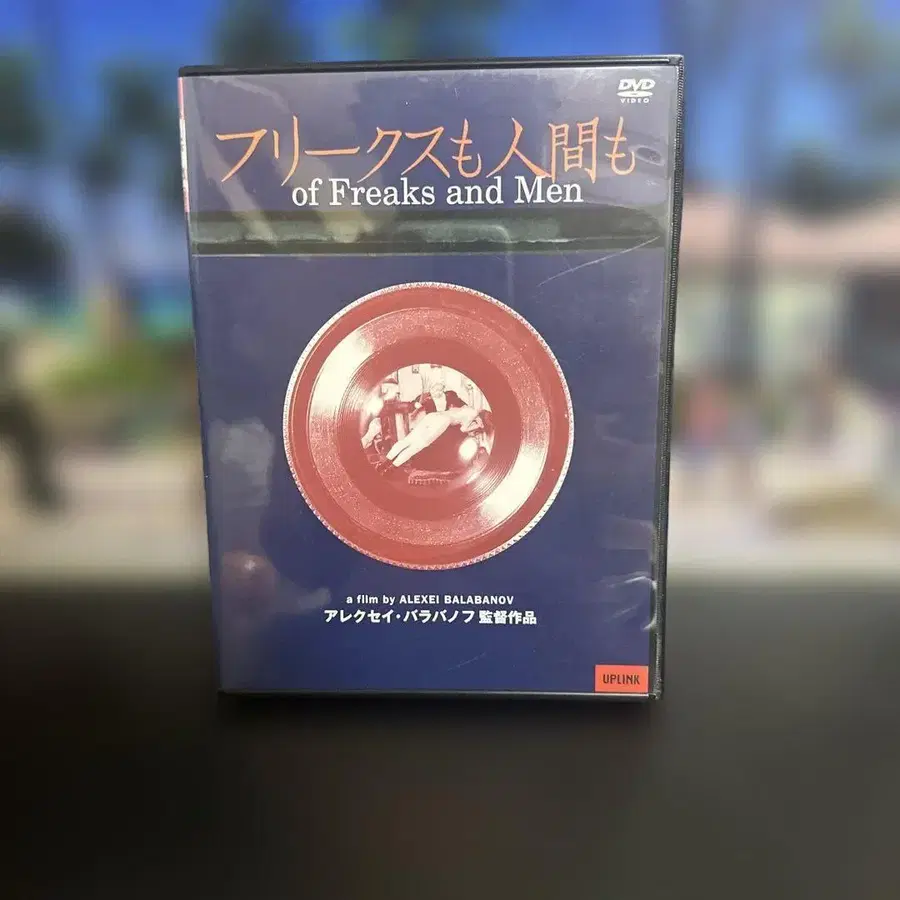 DVD
VIDEO
フリークスも人間も
of Freaks and Men
a film by ALEXEI BALABANOV
アレクセイ・バラバノフ 監督作品
UPLINK